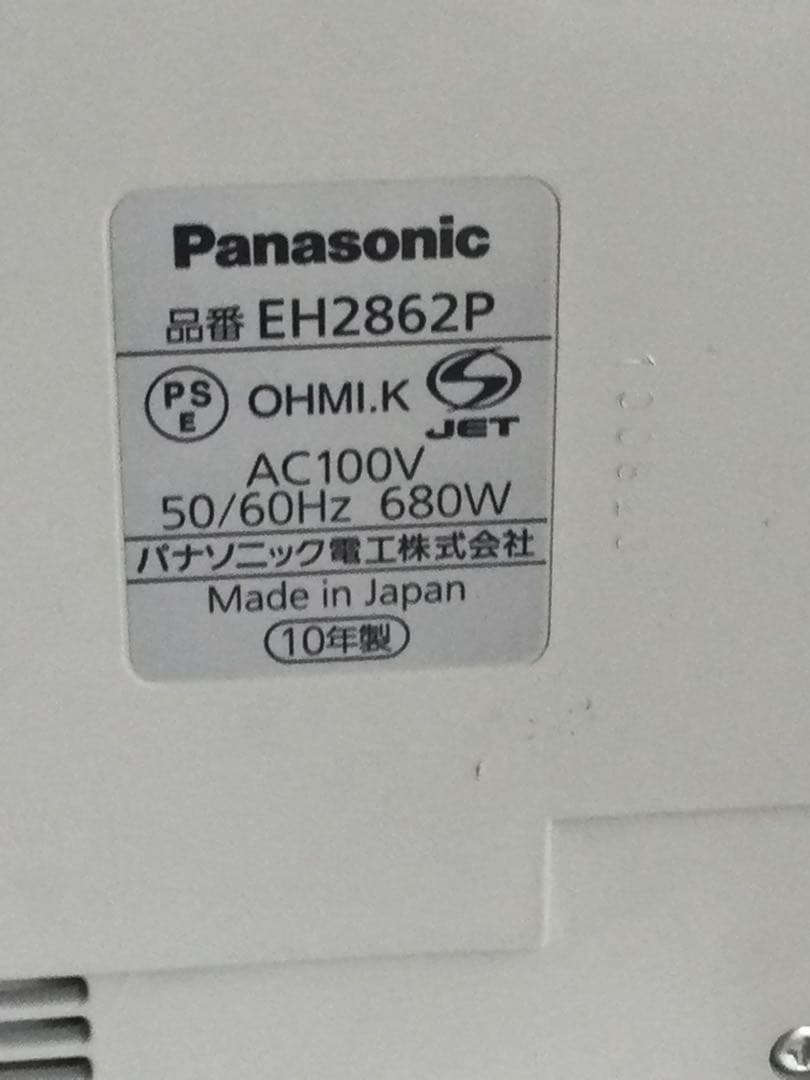 Panasonic
品番 EH2862P
PS
E
OHMI.K
JET
AC100V
50/60Hz 680W
パナソニック電工株式会社
Made in Japan
10年製